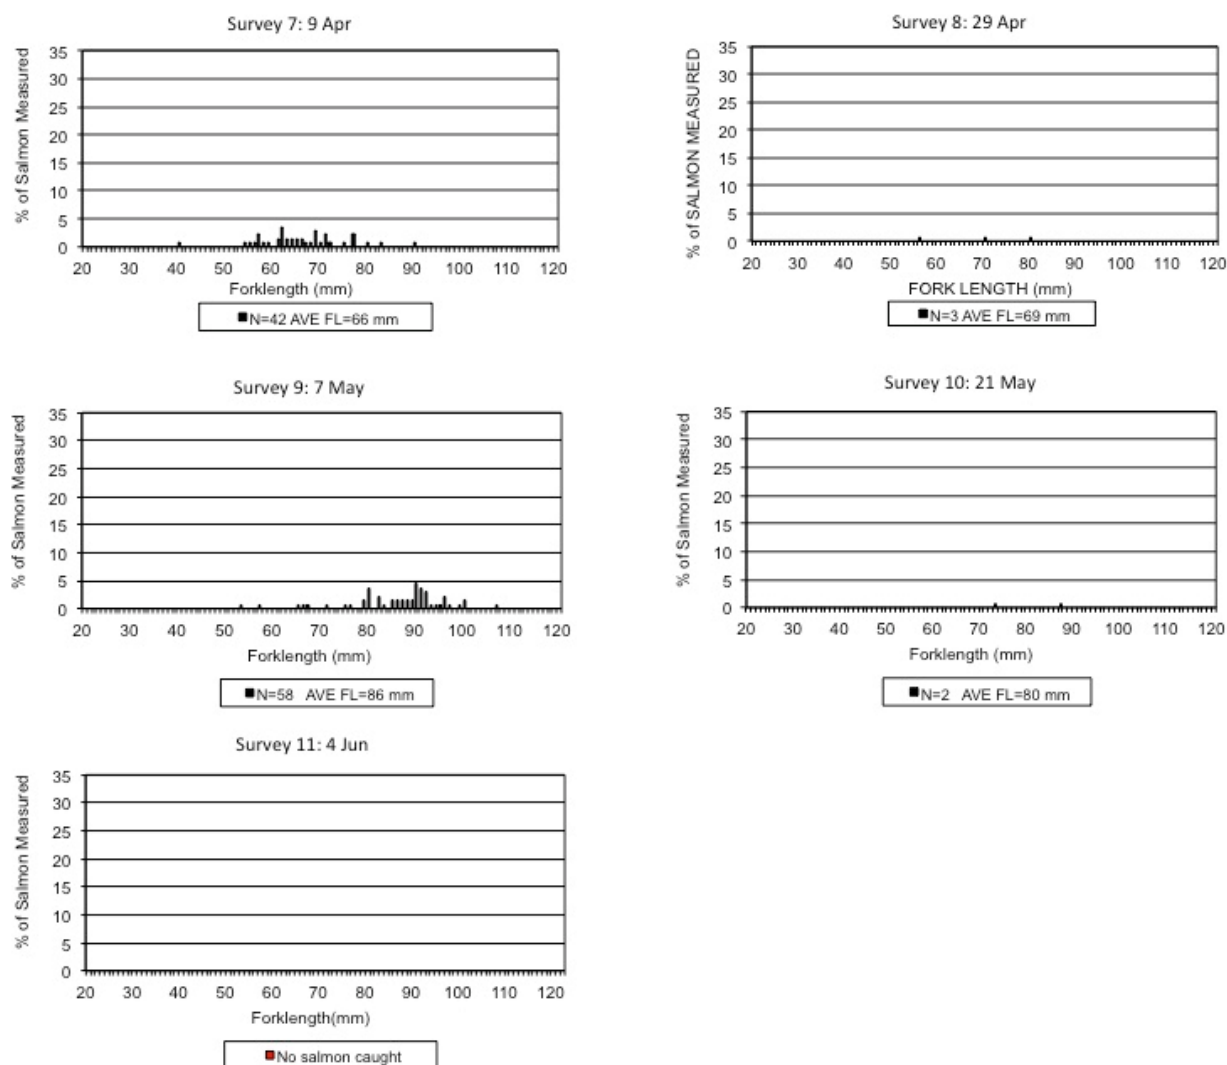 Survey 7: 9 Apr
% of Salmon Measured
35
30
25
20
15
10
5
0
20 30 40 50 60 70 80 90 100 110 120
Forklength (mm)
N=42 AVE FL=66 mm
Survey 8: 29 Apr
% of SALMON MEASURED
35
30
25
20
15
10
5
0
20 30 40 50 60 70 80 90 100 110 120
FORK LENGTH (mm)
N=3 AVE FL=69 mm
Survey 9: 7 May
% of Salmon Measured
35
30
25
20
15
10
5
0
20 30 40 50 60 70 80 90 100 110 120
Forklength (mm)
N=58 AVE FL=86 mm
Survey 10: 21 May
% of Salmon Measured
35
30
25
20
15
10
5
0
20 30 40 50 60 70 80 90 100 110 120
Forklength (mm)
N=2 AVE FL=80 mm
Survey 11: 4 Jun
% of Salmon Measured
35
30
25
20
15
10
5
0
20 30 40 50 60 70 80 90 100 110 120
Forklength(mm)
No salmon caught